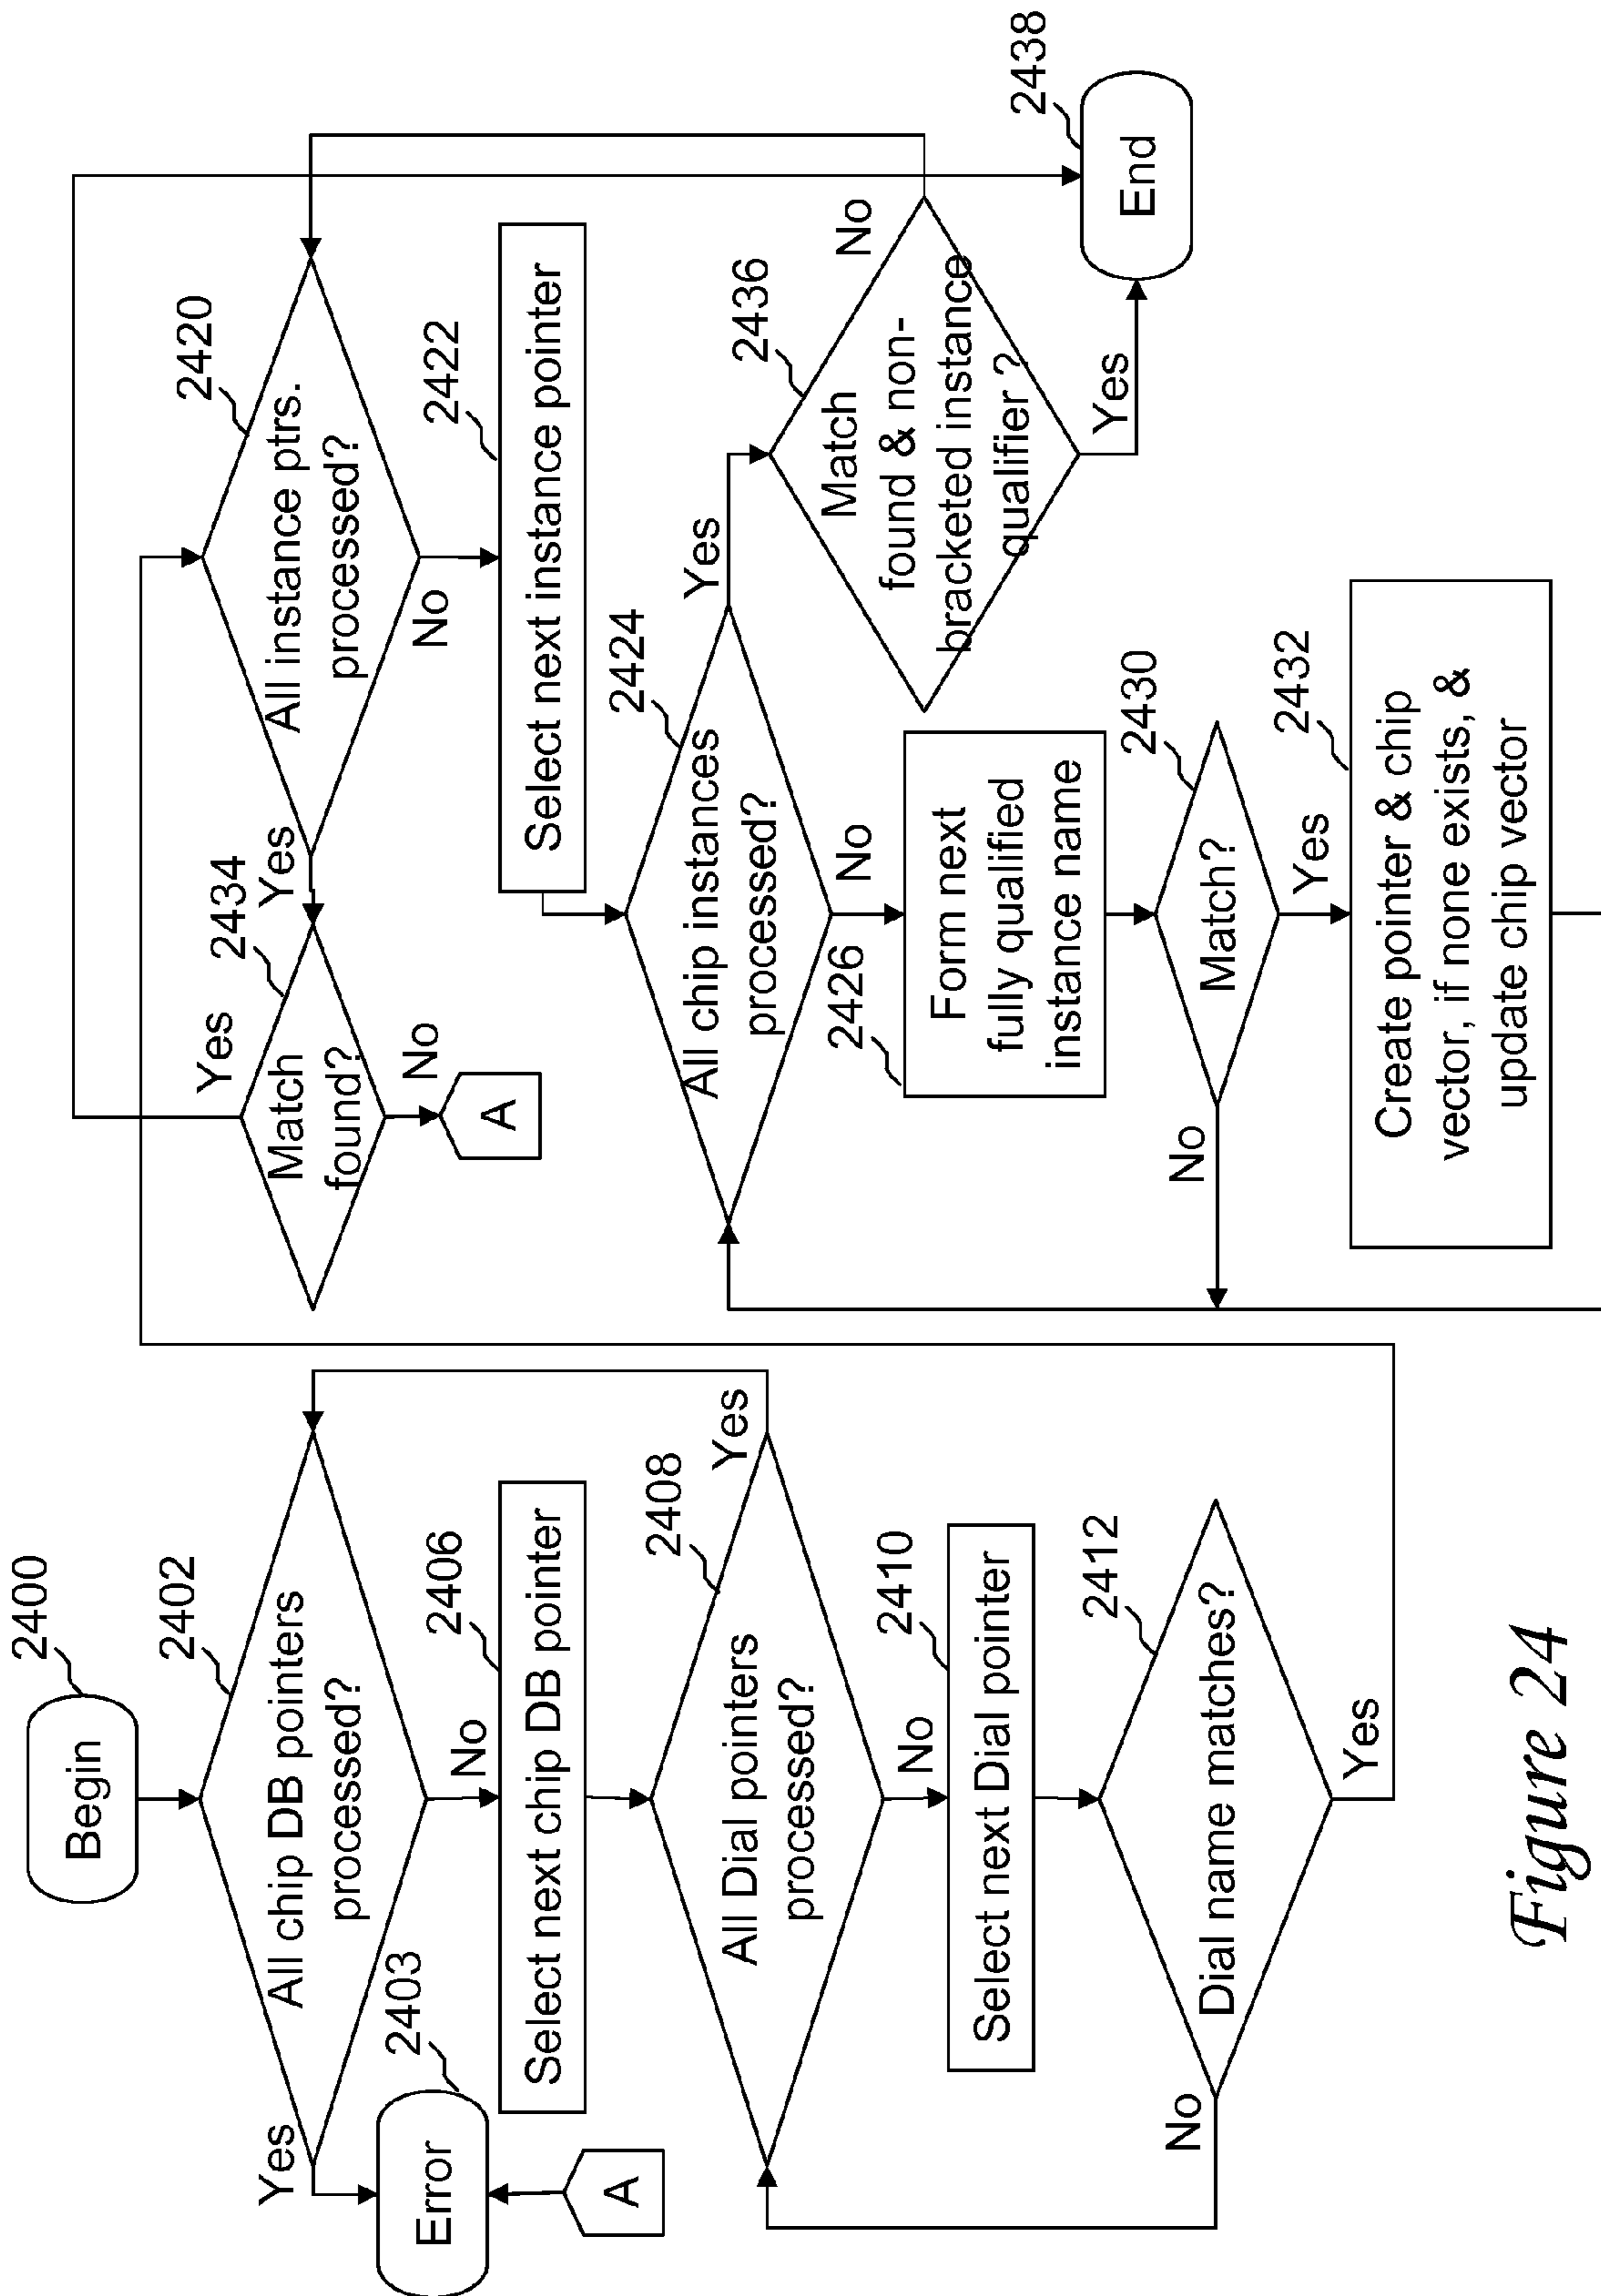 2400
Begin
2402
All chip DB pointers
processed?
Yes
No
2403
Error
A
2406
Select next chip DB pointer
2408
All Dial pointers
processed?
Yes
No
2410
Select next Dial pointer
2412
Dial name matches?
No
Yes
2434
Match
found?
Yes
No
A
2420
All instance ptrs.
processed?
Yes
No
2422
Select next instance pointer
2424
All chip instances
processed?
Yes
No
2426
Form next
fully qualified
instance name
2430
Match?
No
Yes
2432
Create pointer & chip
vector, if none exists, &
update chip vector
2436
Match
found & non-
bracketed instance
qualifier ?
No
Yes
2438
End
Figure 24